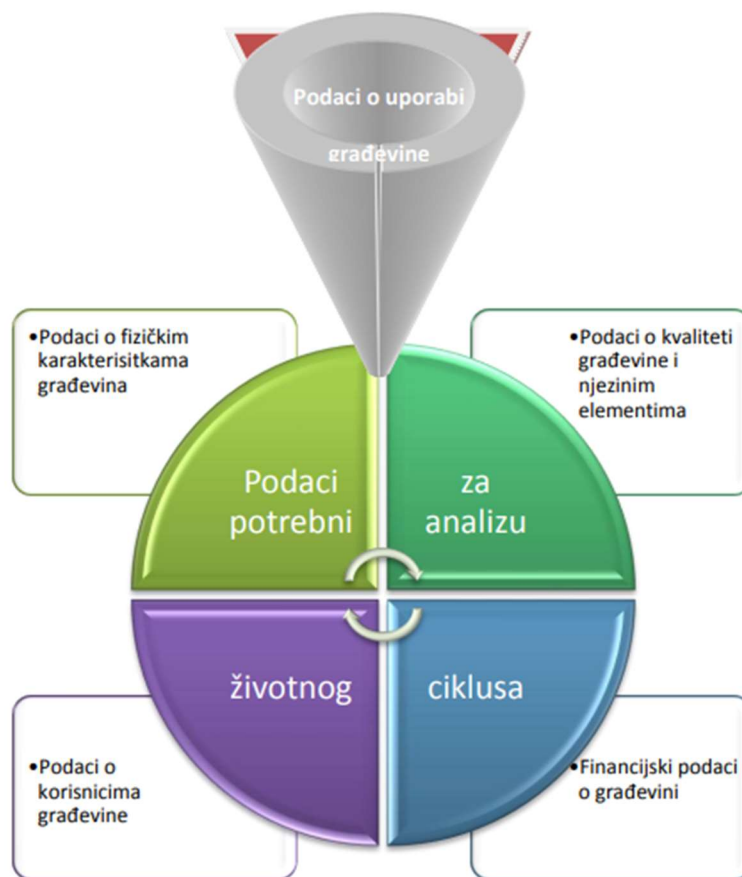 Podaci o uporabi
građevine
•Podaci o fizičkim
karakterisitkama
građevina
•Podaci o kvaliteti
građevine i
njezinim
elementima
Podaci
potrebni
za
analizu
životnog
ciklusa
•Podaci o
korisnicima
građevine
•Financijski podaci
o građevini